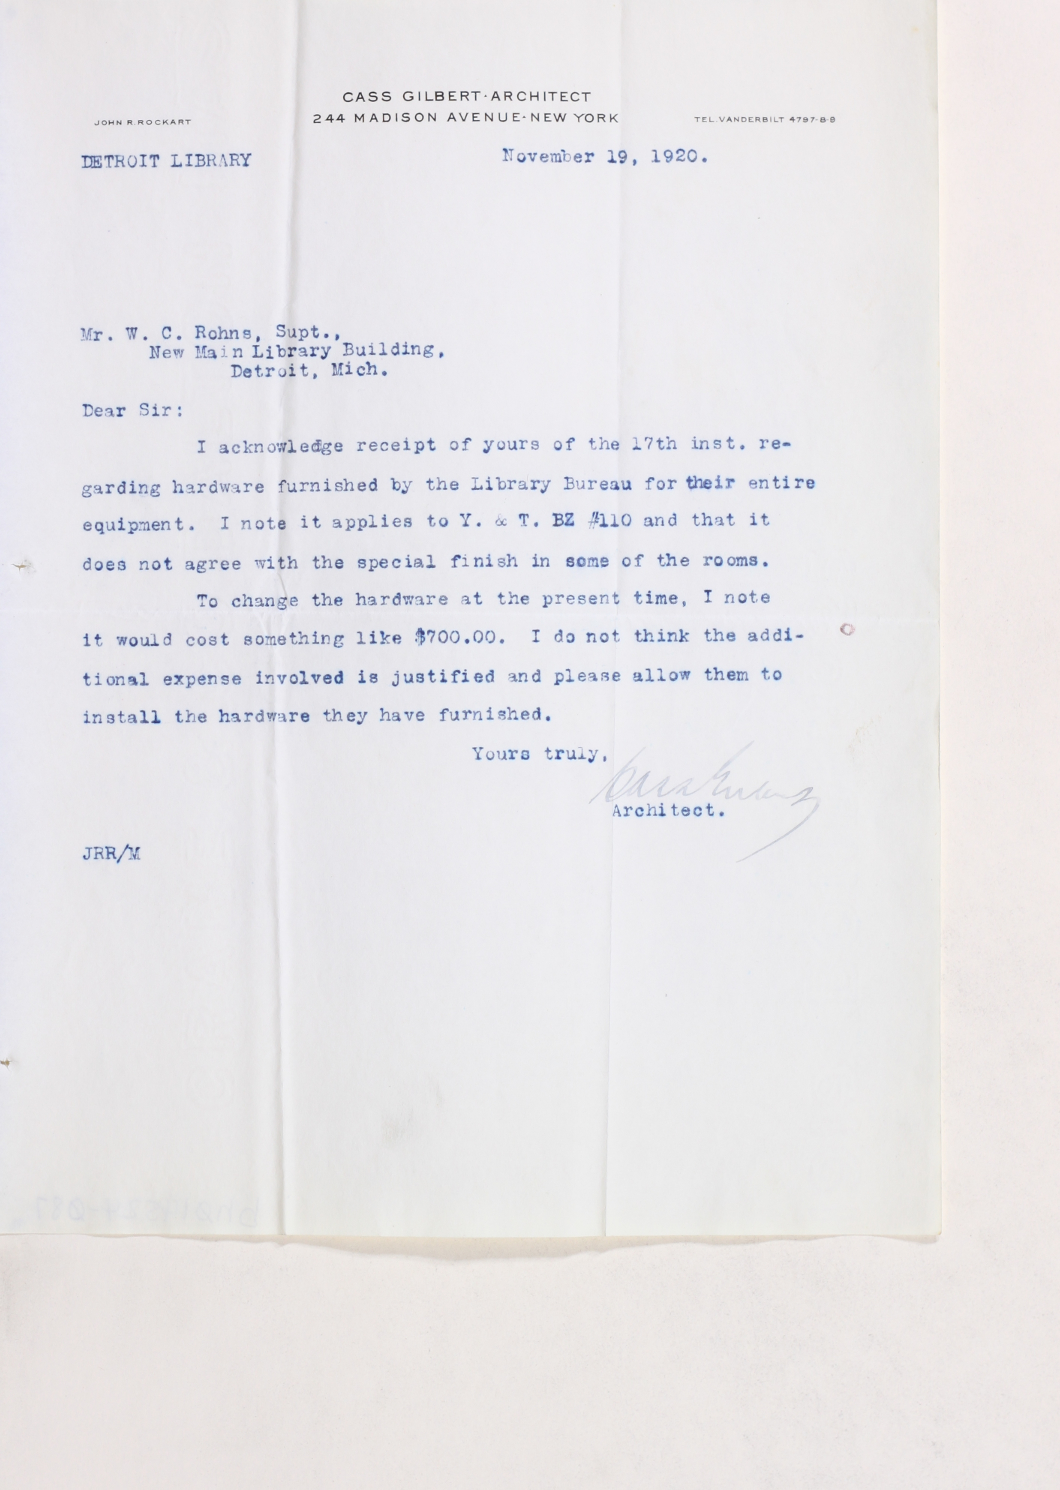 CASS GILBERT·ARCHITECT
JOHN R. ROCKART
244 MADISON AVENUE·NEW YORK
TEL. VANDERBILT 4797-8-9
DETROIT LIBRARY
November 19, 1920.
Mr. W. C. Rohns, Supt.,
New Main Library Building,
Detroit, Mich.
Dear Sir:
I acknowledge receipt of yours of the 17th inst. re-
garding hardware furnished by the Library Bureau for their entire
equipment. I note it applies to Y. & T. BZ #110 and that it
does not agree with the special finish in some of the rooms.
To change the hardware at the present time, I note
it would cost something like $700.00. I do not think the addi-
tional expense involved is justified and please allow them to
install the hardware they have furnished.
Yours truly,
Cass Gilbert
Architect.
JRR/M